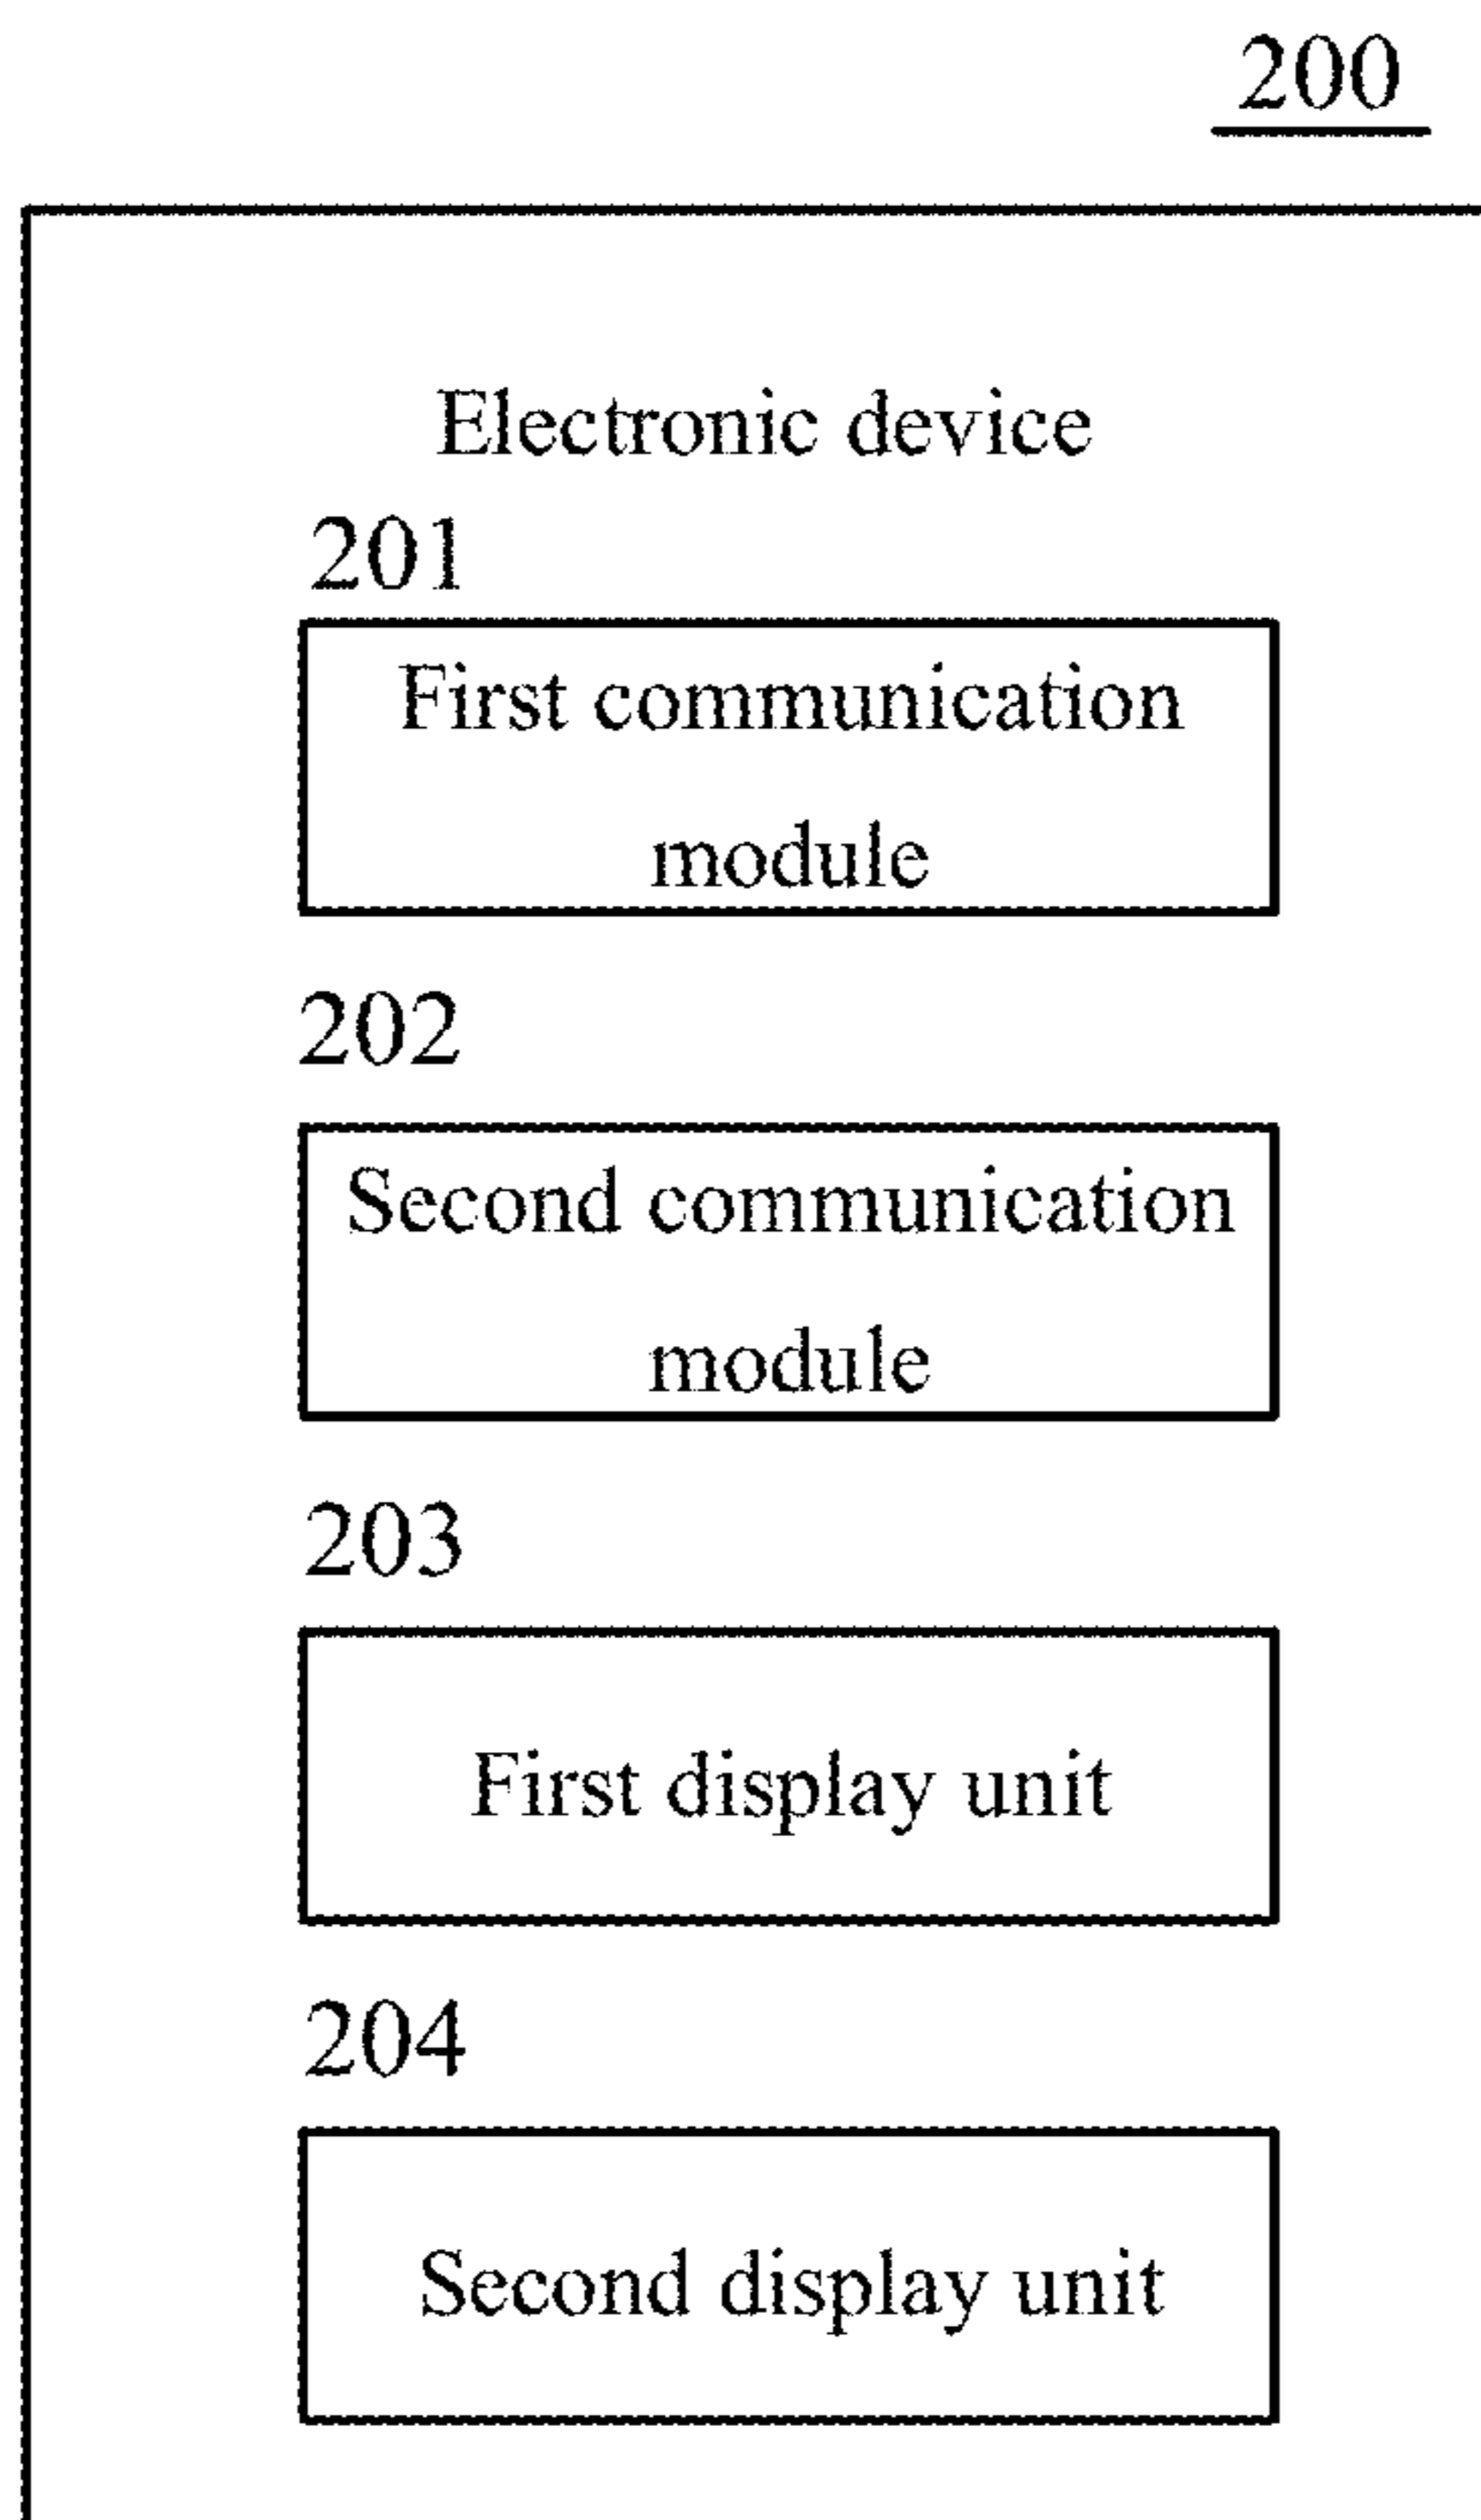 200
Electronic device
201
First communication
module
202
Second communication
module
203
First display unit
204
Second display unit